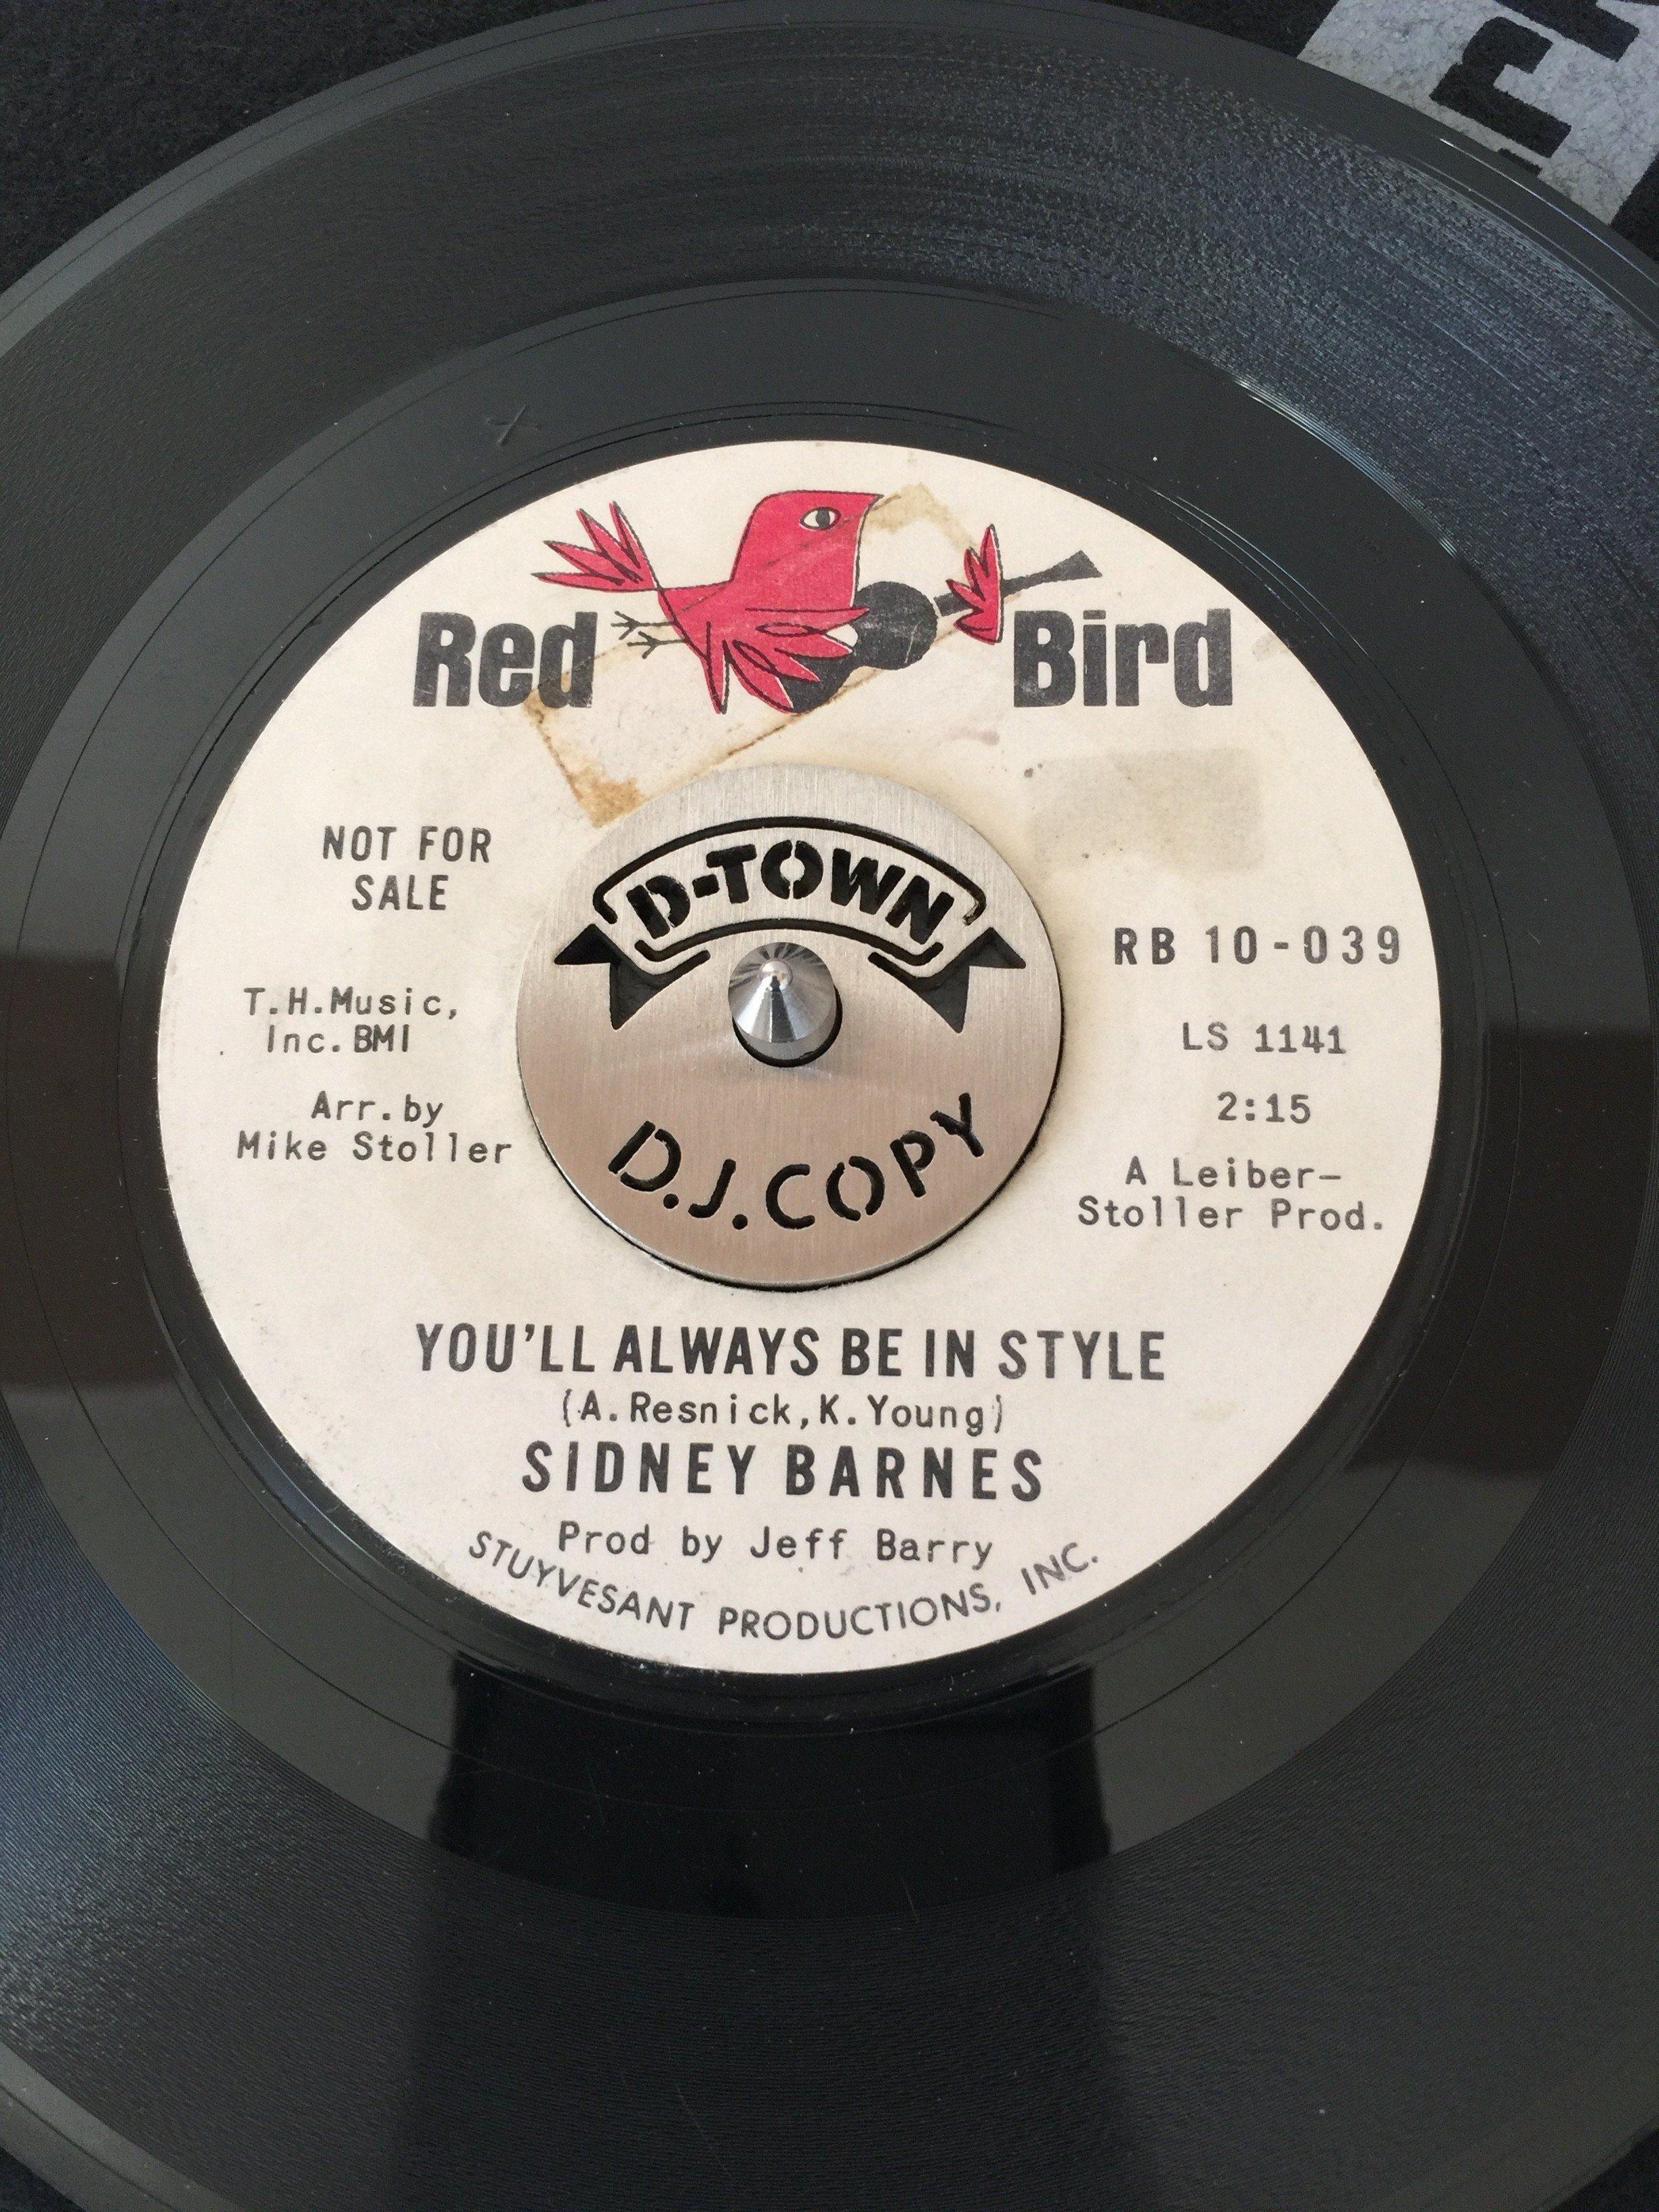 Red Bird
NOT FOR
SALE
T.H.Music,
Inc.BMI
Arr.by
Mike Stoller
D-TOWN
D.J.COPY
RB 10-039
LS 1141
2:15
A Leiber-
Stoller Prod.
YOU'LL ALWAYS BE IN STYLE
(A.Resnick,K.Young)
SIDNEY BARNES
Prod by Jeff Barry
STUYVESANT PRODUCTIONS, INC.